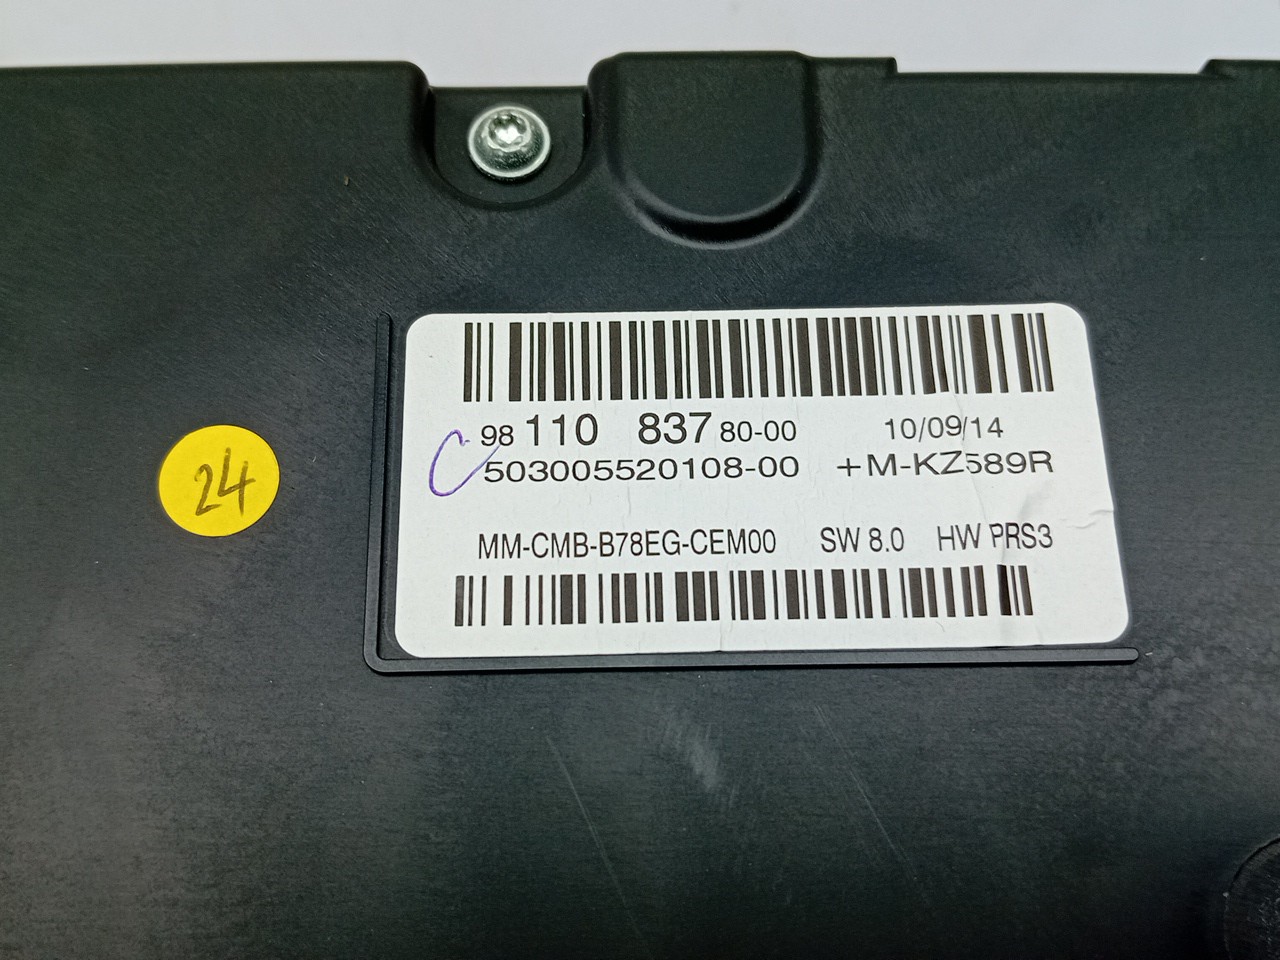 98 110 837 80-00 10/09/14
C
503005520108-00 +M-KZ589R
24
MM-CMB-B78EG-CEM00 SW 8.0 HW PRS3